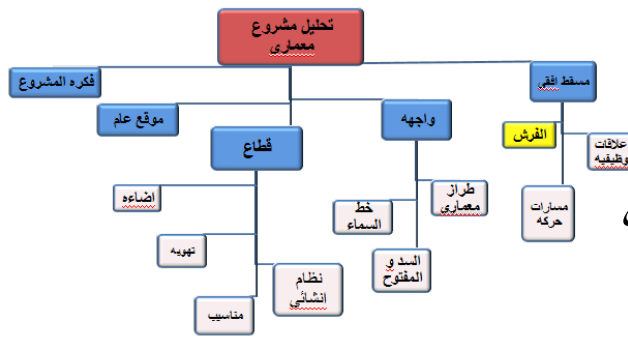 تحليل مشروع
معماري
فكره المشروع
مسقط افقي
موقع عام
واجهه
قطاع
الفرش
علاقات
وظيفيه
اضاءه
خط
السماء
طراز
معماري
مسارات
حركه
تهويه
السد و
المفتوح
نظام
انشائي
مناسيب